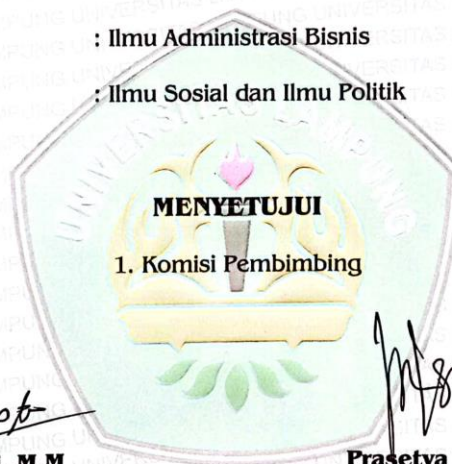 : Ilmu Administrasi Bisnis
: Ilmu Sosial dan Ilmu Politik
MENYETUJUI
1. Komisi Pembimbing
M.M
Prasetya